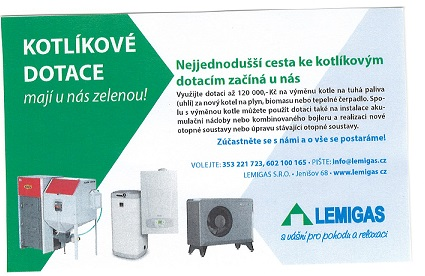 KOTLÍKOVÉ
DOTACE
mají u nás zelenou!
Nejjednodušší cesta ke kotlíkovým
dotacím začíná u nás
Využijte dotaci až 120 000,-Kč na výměnu kotle na tuhá paliva
(uhlí) za nový kotel na plyn, biomasu nebo tepelné čerpadlo. Spo-
lu s výměnou kotle můžete použít dotaci také na instalace aku-
mulační nádoby nebo kombinovaného bojleru a realizaci nové
otopné soustavy nebo úpravu stávající otopné soustavy.
Zúčastněte se s námi a o vše se postaráme!
VOLEJTE: 353 221 723, 602 100 165 • PIŠTE: info@lemigas.cz
LEMIGAS S.R.O. • Jenišov 68 • www.lemigas.cz
LEMIGAS
s vášní pro pohodu a relaxaci